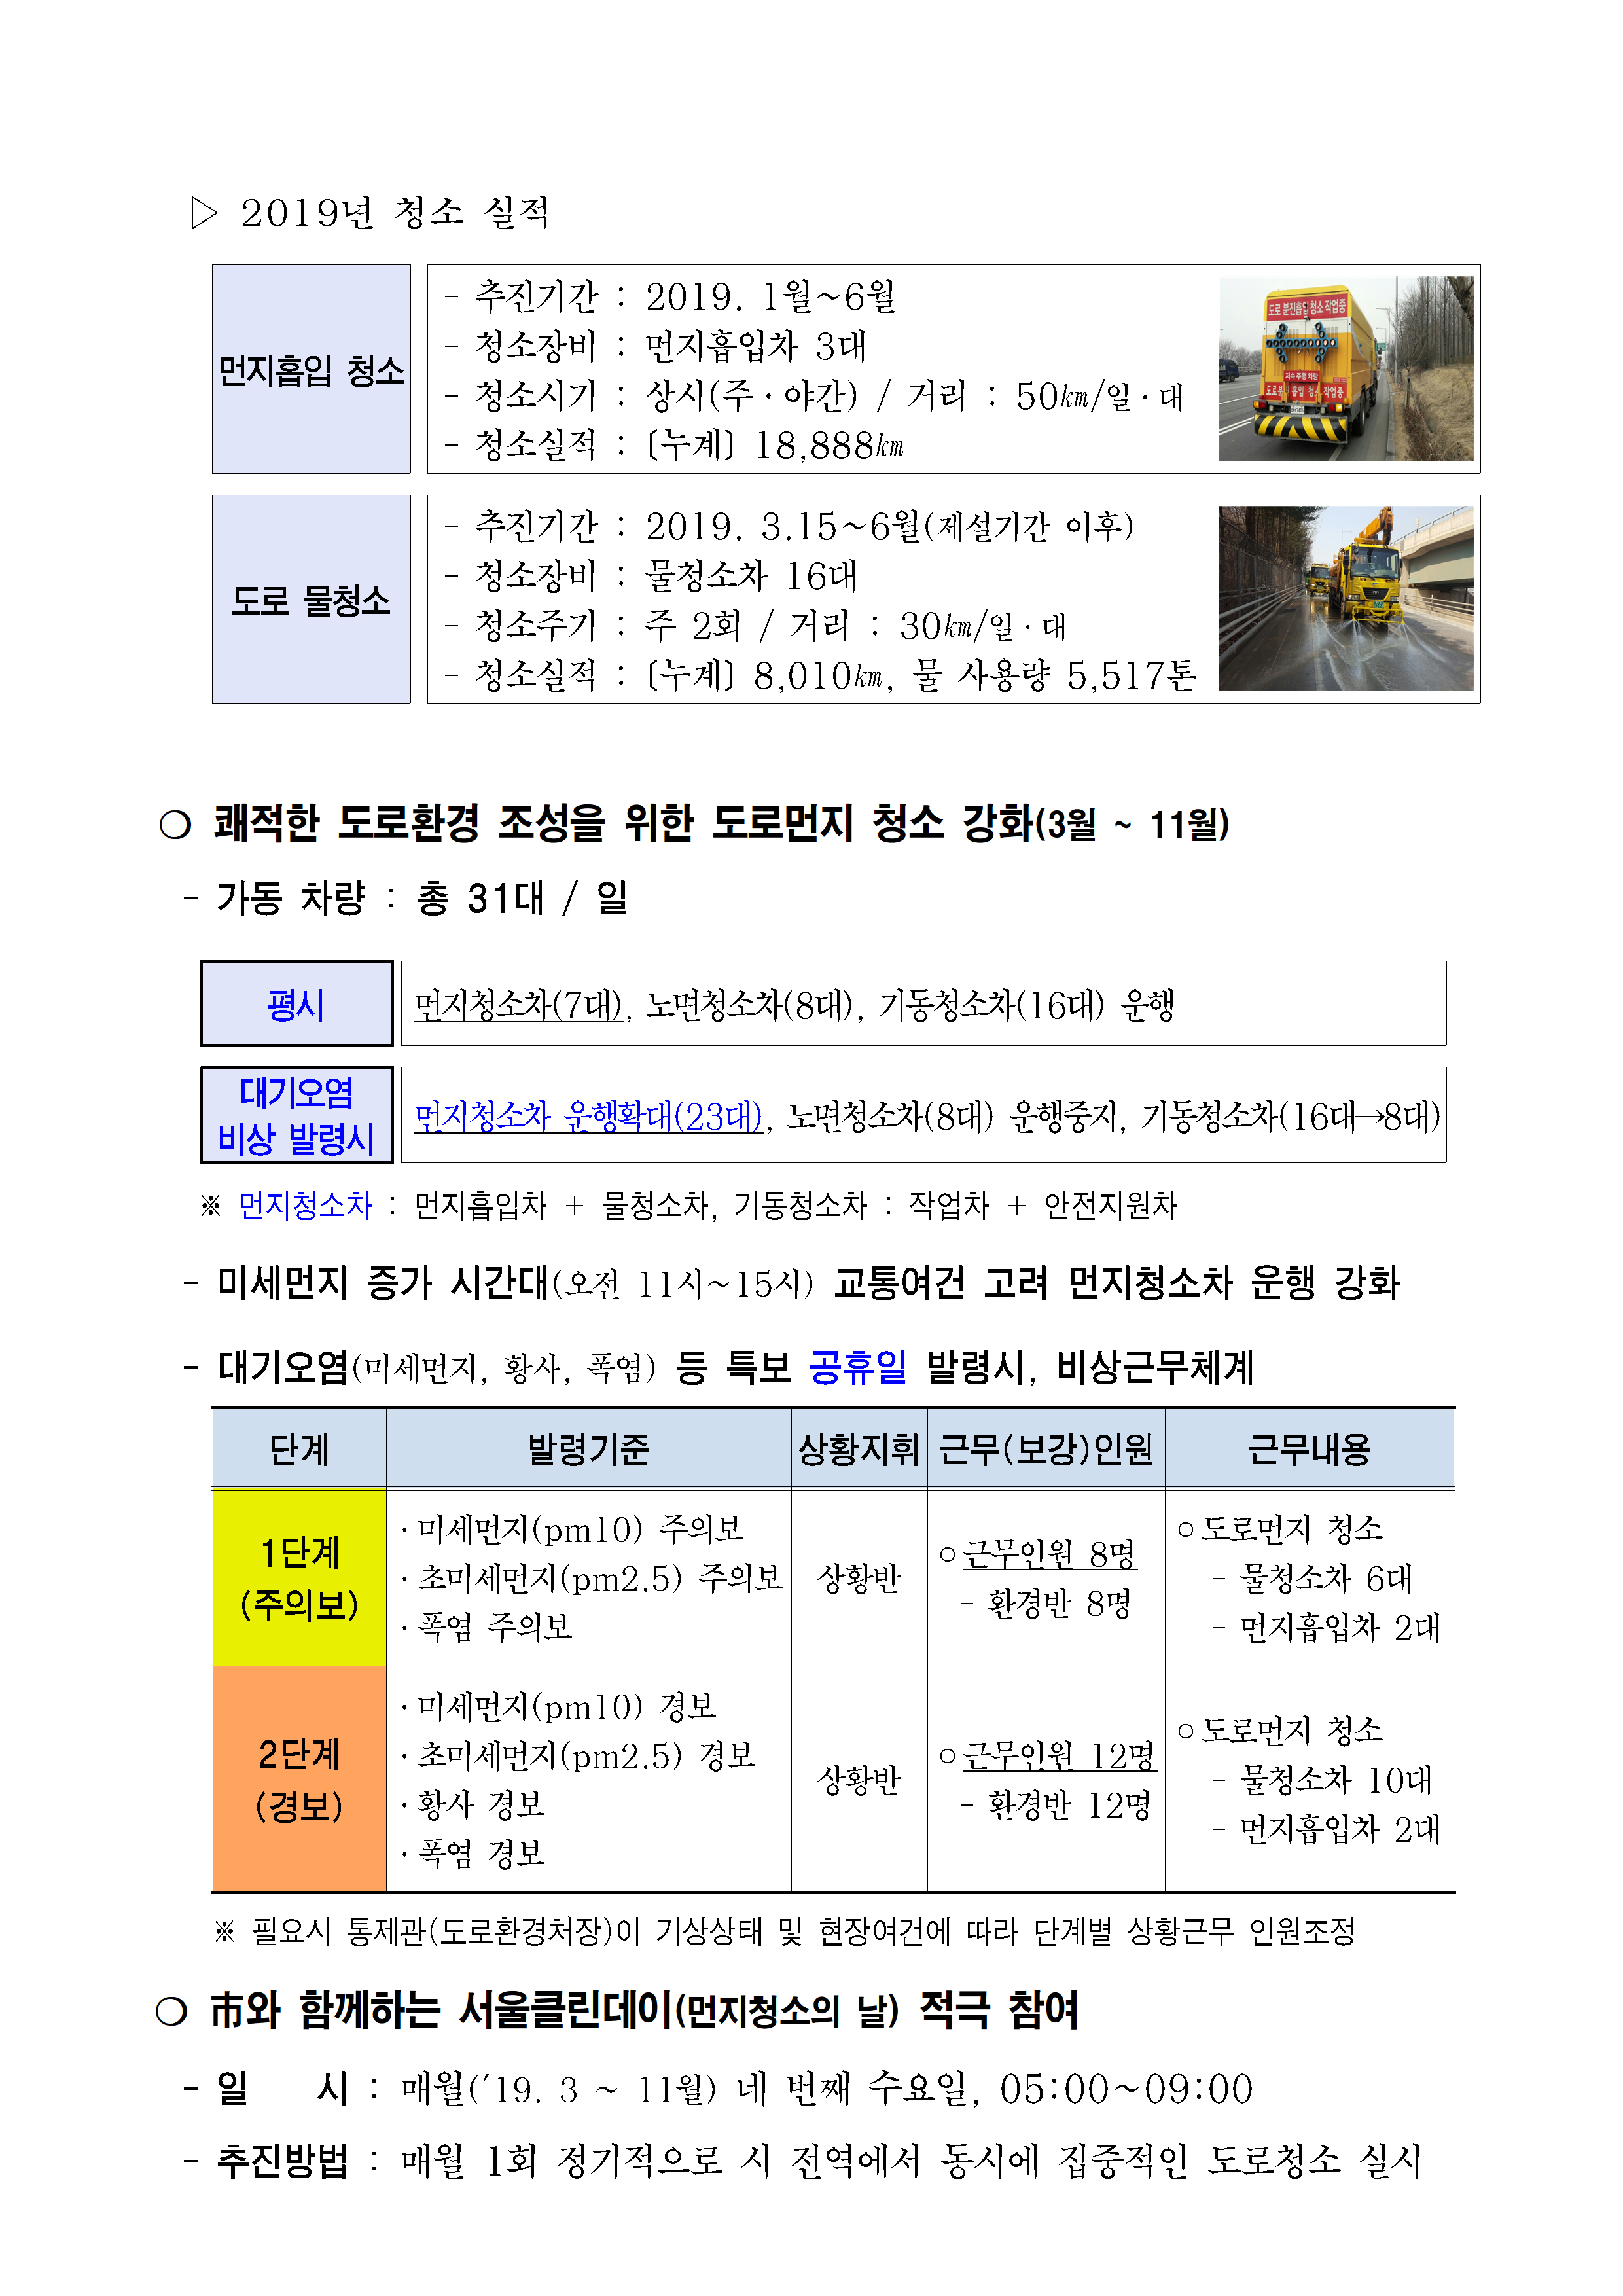 ▷ 2019년 청소 실적
먼지흡입 청소
- 추진기간 : 2019. 1월~6월
- 청소장비 : 먼지흡입차 3대
- 청소시기 : 상시(주·야간) / 거리 : 50㎞/일·대
- 청소실적 : 〔누계〕 18,888㎞
도로 분진흡입청소 작업중
저속 주행 차량
도로분진흡입 청소 작업중
도로 물청소
- 추진기간 : 2019. 3.15~6월(제설기간 이후)
- 청소장비 : 물청소차 16대
- 청소주기 : 주 2회 / 거리 : 30㎞/일·대
- 청소실적 : 〔누계〕 8,010㎞, 물 사용량 5,517톤
❍ 쾌적한 도로환경 조성을 위한 도로먼지 청소 강화(3월 ~ 11월)
- 가동 차량 : 총 31대 / 일
평시
먼지청소차(7대), 노면청소차(8대), 기동청소차(16대) 운행
대기오염
비상 발령시
먼지청소차 운행확대(23대), 노면청소차(8대) 운행중지, 기동청소차(16대→8대)
※ 먼지청소차 : 먼지흡입차 + 물청소차, 기동청소차 : 작업차 + 안전지원차
- 미세먼지 증가 시간대(오전 11시~15시) 교통여건 고려 먼지청소차 운행 강화
- 대기오염(미세먼지, 황사, 폭염) 등 특보 공휴일 발령시, 비상근무체계
단계 발령기준 상황지휘 근무(보강)인원 근무내용
1단계
(주의보)
· 미세먼지(pm10) 주의보
· 초미세먼지(pm2.5) 주의보
· 폭염 주의보
상황반
○ 근무인원 8명
- 환경반 8명
○ 도로먼지 청소
- 물청소차 6대
- 먼지흡입차 2대
2단계
(경보)
· 미세먼지(pm10) 경보
· 초미세먼지(pm2.5) 경보
· 황사 경보
· 폭염 경보
상황반
○ 근무인원 12명
- 환경반 12명
○ 도로먼지 청소
- 물청소차 10대
- 먼지흡입차 2대
※ 필요시 통제관(도로환경처장)이 기상상태 및 현장여건에 따라 단계별 상황근무 인원조정
❍ 市와 함께하는 서울클린데이(먼지청소의 날) 적극 참여
- 일 시 : 매월(´19. 3 ~ 11월) 네 번째 수요일, 05:00~09:00
- 추진방법 : 매월 1회 정기적으로 시 전역에서 동시에 집중적인 도로청소 실시